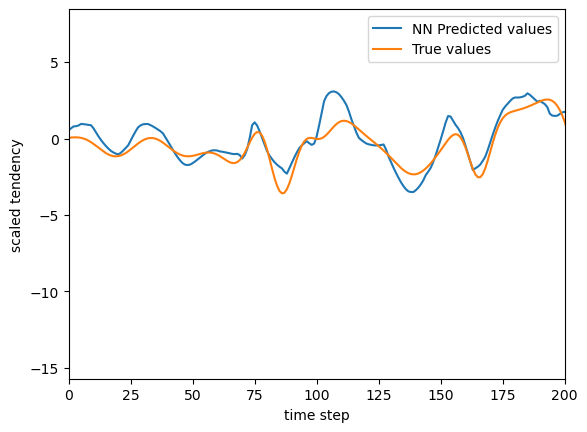 NN Predicted values
True values
5
0
−5
−10
−15
scaled tendency
0 25 50 75 100 125 150 175 200
time step